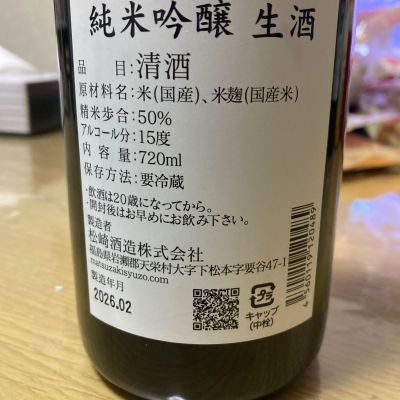 純米吟醸 生酒
品目:清酒
原材料名:米(国産)、米麹(国産米)
精米歩合:50%
アルコール分:15度
内容量:720ml
保存方法:要冷蔵
・飲酒は20歳になってから。
・開封後はお早めにお飲み下さい。
製造者
松崎酒造株式会社
福島県岩瀬郡天栄村大字下松本字要谷47-1
matsuzakisyuzo.com
製造年月
2026.02
プラ
キャップ
(中栓)
4560119120489